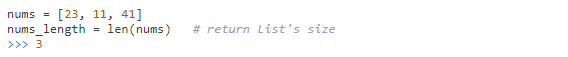 nums = [23, 11, 41]
nums_length = len(nums)   # return List's size
>>> 3